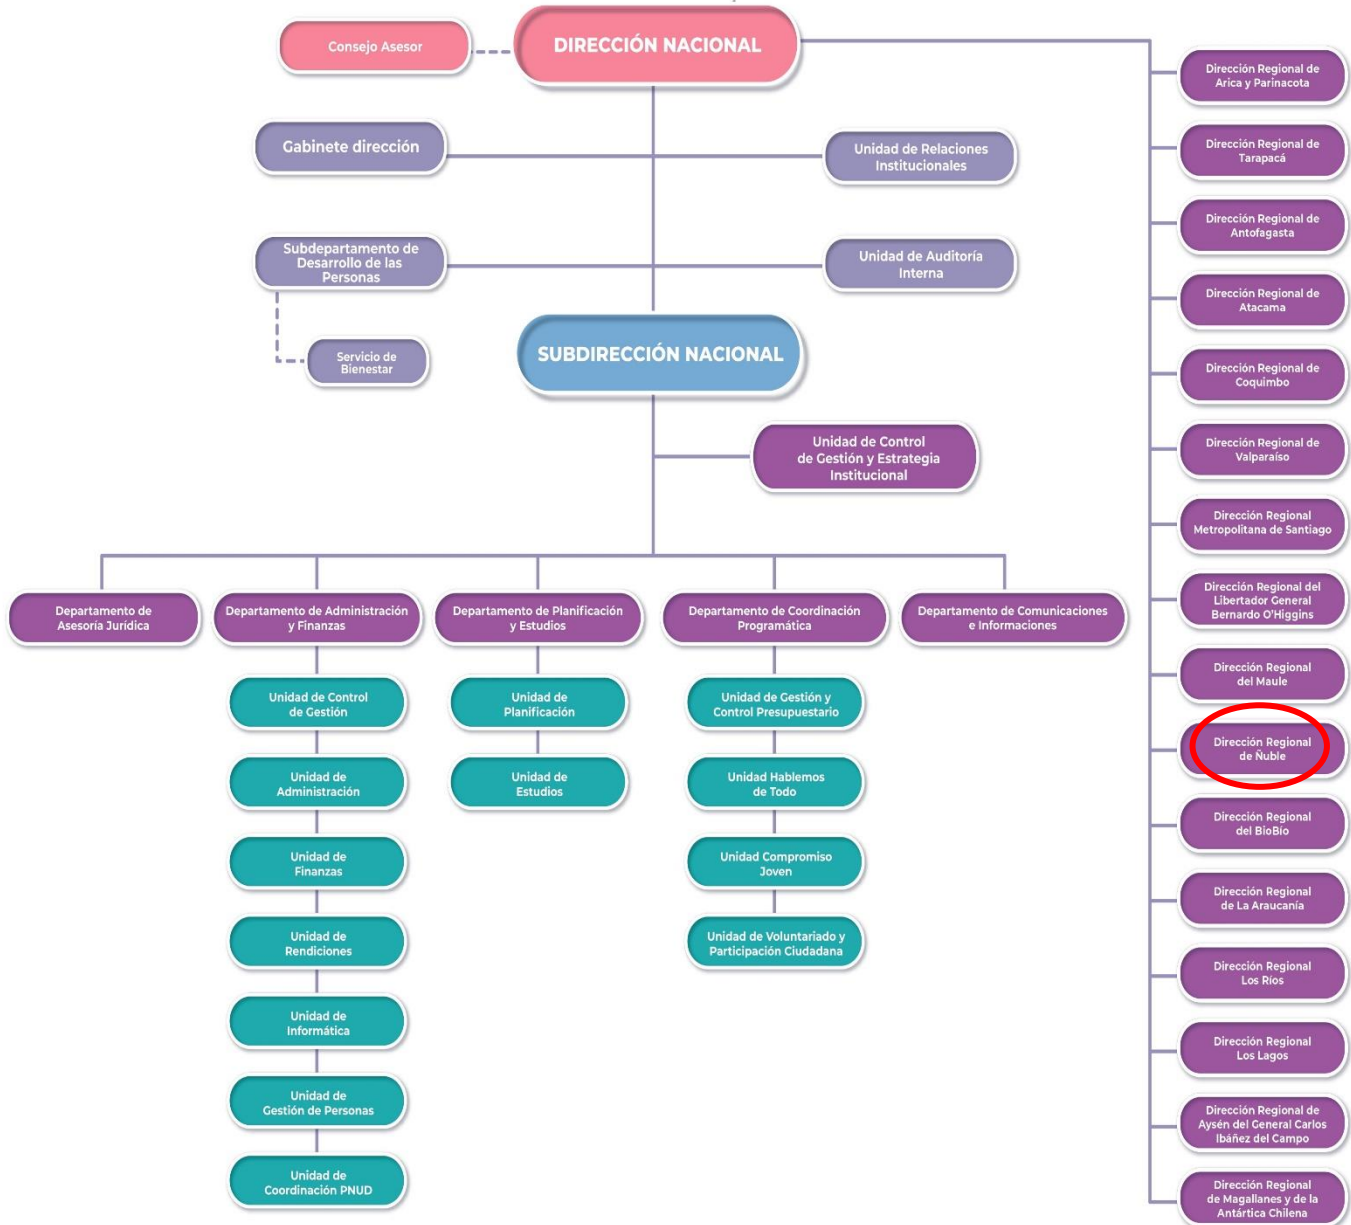 Consejo Asesor
DIRECCIÓN NACIONAL
Gabinete dirección
Unidad de Relaciones
Institucionales
Subdepartamento de
Desarrollo de las
Personas
Unidad de Auditoría
Interna
Servicio de
Bienestar
SUBDIRECCIÓN NACIONAL
Unidad de Control
de Gestión y Estrategia
Institucional
Departamento de
Asesoría Jurídica
Departamento de Administración
y Finanzas
Departamento de Planificación
y Estudios
Departamento de Coordinación
Programática
Departamento de Comunicaciones
e Informaciones
Unidad de Control
de Gestión
Unidad de
Administración
Unidad de
Finanzas
Unidad de
Rendiciones
Unidad de
Informática
Unidad de
Gestión de Personas
Unidad de
Coordinación PNUD
Unidad de
Planificación
Unidad de
Estudios
Unidad de Gestión y
Control Presupuestario
Unidad Hablemos
de Todo
Unidad Compromiso
Joven
Unidad de Voluntariado y
Participación Ciudadana
Dirección Regional de
Arica y Parinacota
Dirección Regional de
Tarapacá
Dirección Regional de
Antofagasta
Dirección Regional de
Atacama
Dirección Regional de
Coquimbo
Dirección Regional de
Valparaíso
Dirección Regional
Metropolitana de Santiago
Dirección Regional del
Libertador General
Bernardo O'Higgins
Dirección Regional
del Maule
Dirección Regional
de Ñuble
Dirección Regional
del BioBío
Dirección Regional
de La Araucanía
Dirección Regional
Los Ríos
Dirección Regional
Los Lagos
Dirección Regional de
Aysén del General Carlos
Ibáñez del Campo
Dirección Regional
de Magallanes y de la
Antártica Chilena